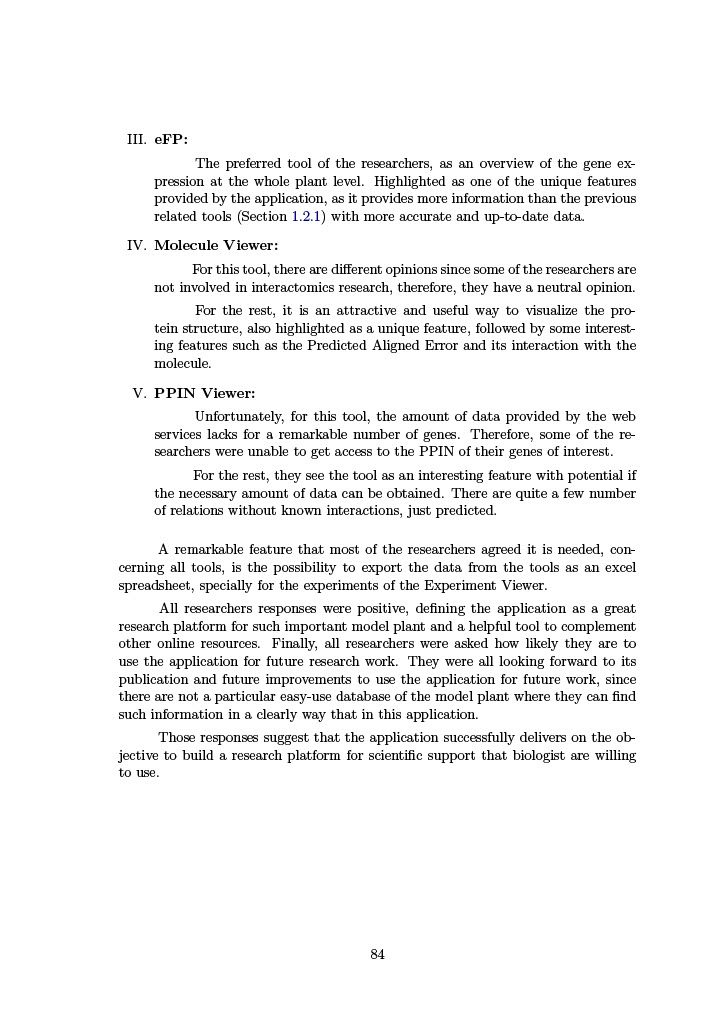 III. eFP:
The preferred tool of the researchers, as an overview of the gene ex-
pression at the whole plant level. Highlighted as one of the unique features
provided by the application, as it provides more information than the previous
related tools (Section 1.2.1) with more accurate and up-to-date data.
IV. Molecule Viewer:
For this tool, there are different opinions since some of the researchers are
not involved in interactomics research, therefore, they have a neutral opinion.
For the rest, it is an attractive and useful way to visualize the pro-
tein structure, also highlighted as a unique feature, followed by some interest-
ing features such as the Predicted Aligned Error and its interaction with the
molecule.
V. PPIN Viewer:
Unfortunately, for this tool, the amount of data provided by the web
services lacks for a remarkable number of genes. Therefore, some of the re-
searchers were unable to get access to the PPIN of their genes of interest.
For the rest, they see the tool as an interesting feature with potential if
the necessary amount of data can be obtained. There are quite a few number
of relations without known interactions, just predicted.
A remarkable feature that most of the researchers agreed it is needed, con-
cerning all tools, is the possibility to export the data from the tools as an excel
spreadsheet, specially for the experiments of the Experiment Viewer.
All researchers responses were positive, defining the application as a great
research platform for such important model plant and a helpful tool to complement
other online resources. Finally, all researchers were asked how likely they are to
use the application for future research work. They were all looking forward to its
publication and future improvements to use the application for future work, since
there are not a particular easy-use database of the model plant where they can find
such information in a clearly way that in this application.
Those responses suggest that the application successfully delivers on the ob-
jective to build a research platform for scientific support that biologist are willing
to use.
84